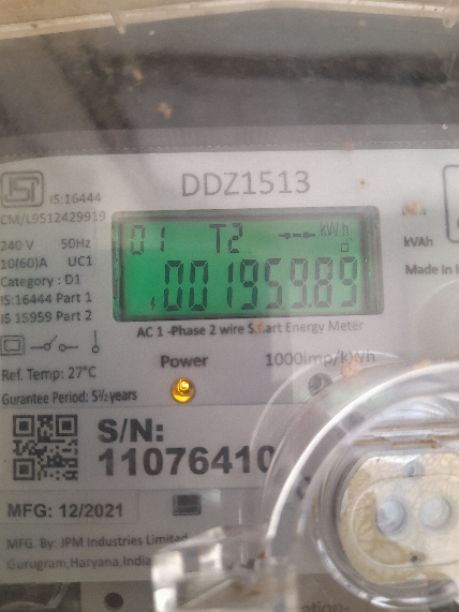 DDZ1513
IS:16444
CM/L9512429919
240 V 50Hz
10(60)A UC1
Category : D1
IS:16444 Part 1
IS 15959 Part 2
01 T2 kWh
001959.89
kVAh
Made in
AC 1 -Phase 2 wire Smart Energy Meter
Power 1000imp/kWh
Ref. Temp: 27°C
Gurantee Period: 5½ years
S/N:
11076410
MFG: 12/2021
MFG. By: JPM Industries Limited
Gurugram,Haryana,India